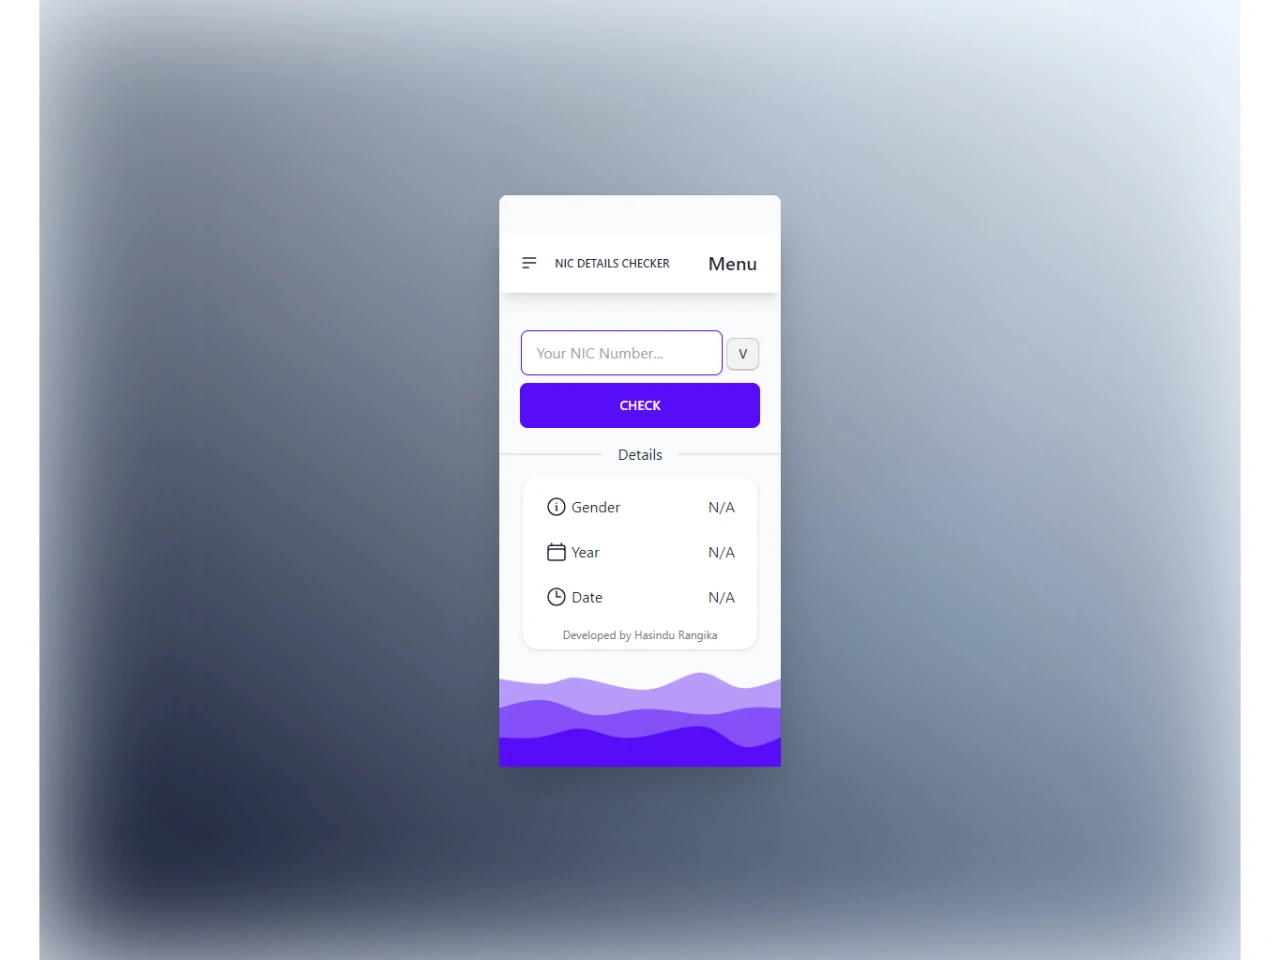 NIC DETAILS CHECKER Menu
Your NIC Number... V
CHECK
Details
Gender N/A
Year N/A
Date N/A
Developed by Hasindu Rangika